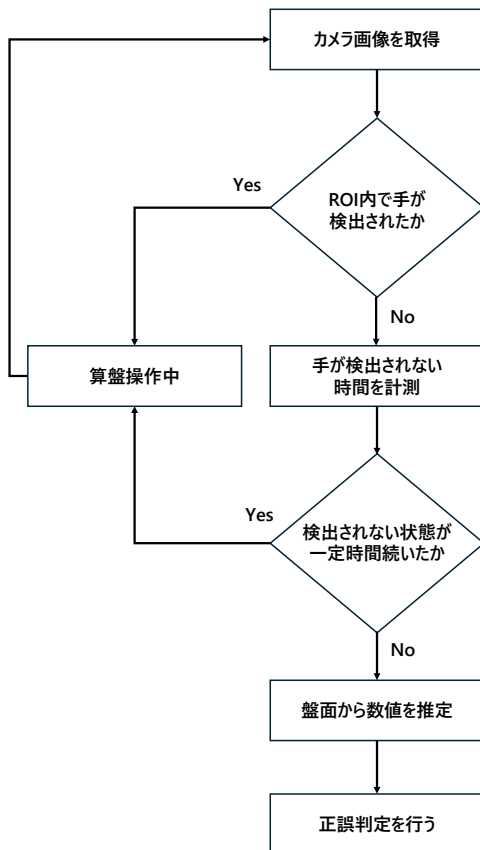 カメラ画像を取得
Yes
ROI内で手が
検出されたか
No
算盤操作中
手が検出されない
時間を計測
Yes
検出されない状態が
一定時間続いたか
No
盤面から数値を推定
正誤判定を行う